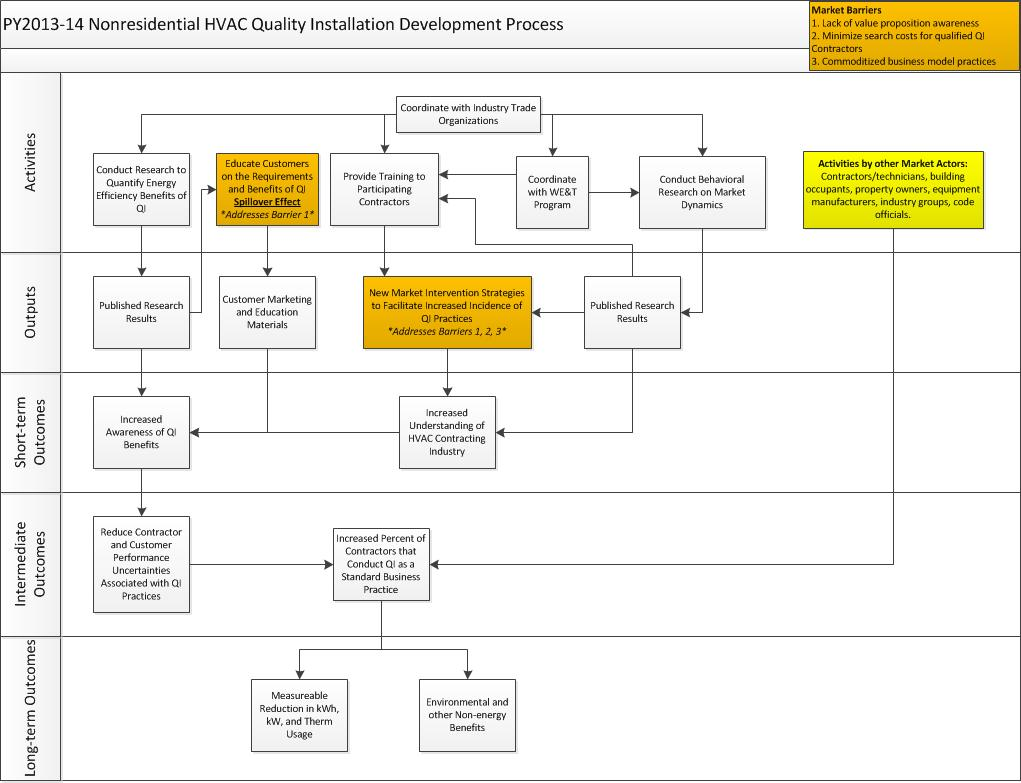 PY2013-14 Nonresidential HVAC Quality Installation Development Process
Market Barriers
1. Lack of value proposition awareness
2. Minimize search costs for qualified QI
Contractors
3. Commoditized business model practices
Activities
Coordinate with Industry Trade
Organizations
Conduct Research to
Quantify Energy
Efficiency Benefits of
QI
Educate Customers
on the Requirements
and Benefits of QI
Spillover Effect
*Addresses Barrier 1*
Provide Training to
Participating
Contractors
Coordinate
with WE&T
Program
Conduct Behavioral
Research on Market
Dynamics
Activities by other Market Actors:
Contractors/technicians, building
occupants, property owners, equipment
manufacturers, industry groups, code
officials.
Outputs
Published Research
Results
Customer Marketing
and Education
Materials
New Market Intervention Strategies
to Facilitate Increased Incidence of
QI Practices
*Addresses Barriers 1, 2, 3*
Published Research
Results
Short-term
Outcomes
Increased
Awareness of QI
Benefits
Increased
Understanding of
HVAC Contracting
Industry
Intermediate
Outcomes
Reduce Contractor
and Customer
Performance
Uncertainties
Associated with QI
Practices
Increased Percent of
Contractors that
Conduct QI as a
Standard Business
Practice
Long-term Outcomes
Measureable
Reduction in kWh,
kW, and Therm
Usage
Environmental and
other Non-energy
Benefits